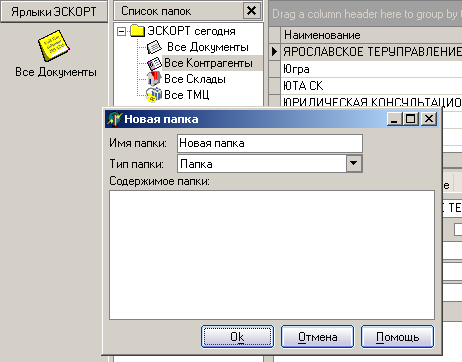 Ярлыки ЭСКОРТ
Все Документы
Список папок
ЭСКОРТ сегодня
Все Документы
Все Контрагенты
Все Склады
Все ТМЦ
Drag a column header here to group by
Наименование
ЯРОСЛАВСКОЕ ТЕРУПРАВЛЕНИЕ
Югра
ЮТА СК
ЮРИДИЧЕСКАЯ КОНСУЛЬТАЦИО
Новая папка
Имя папки: Новая папка
Тип папки: Папка
Содержимое папки:
Ok Отмена Помощь